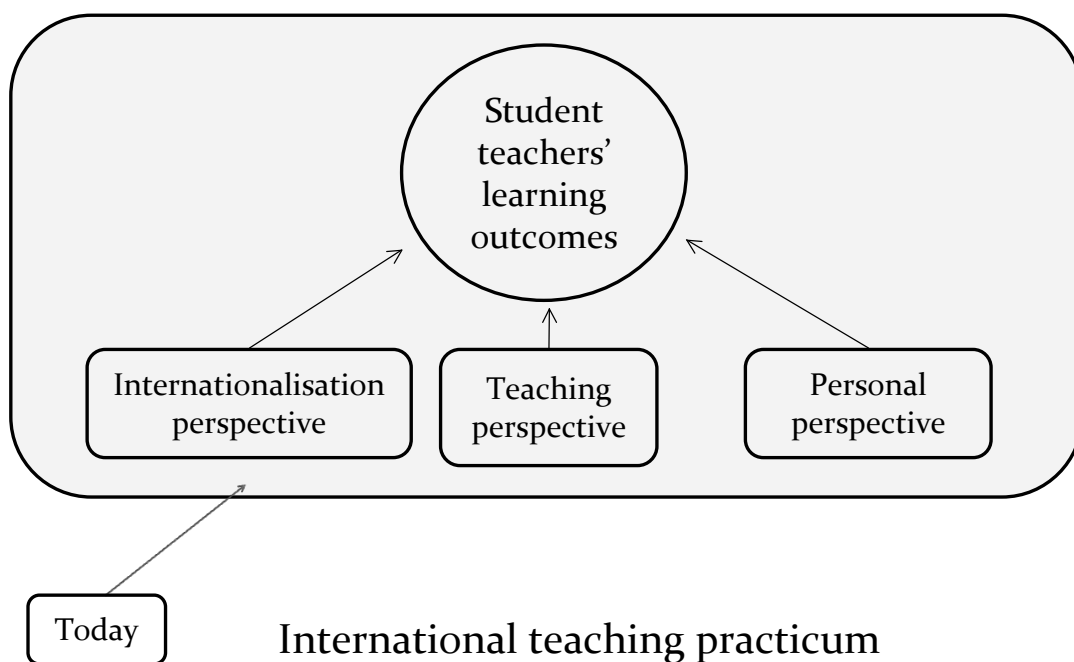 Student
teachers’
learning
outcomes
Internationalisation
perspective
Teaching
perspective
Personal
perspective
Today
International teaching practicum